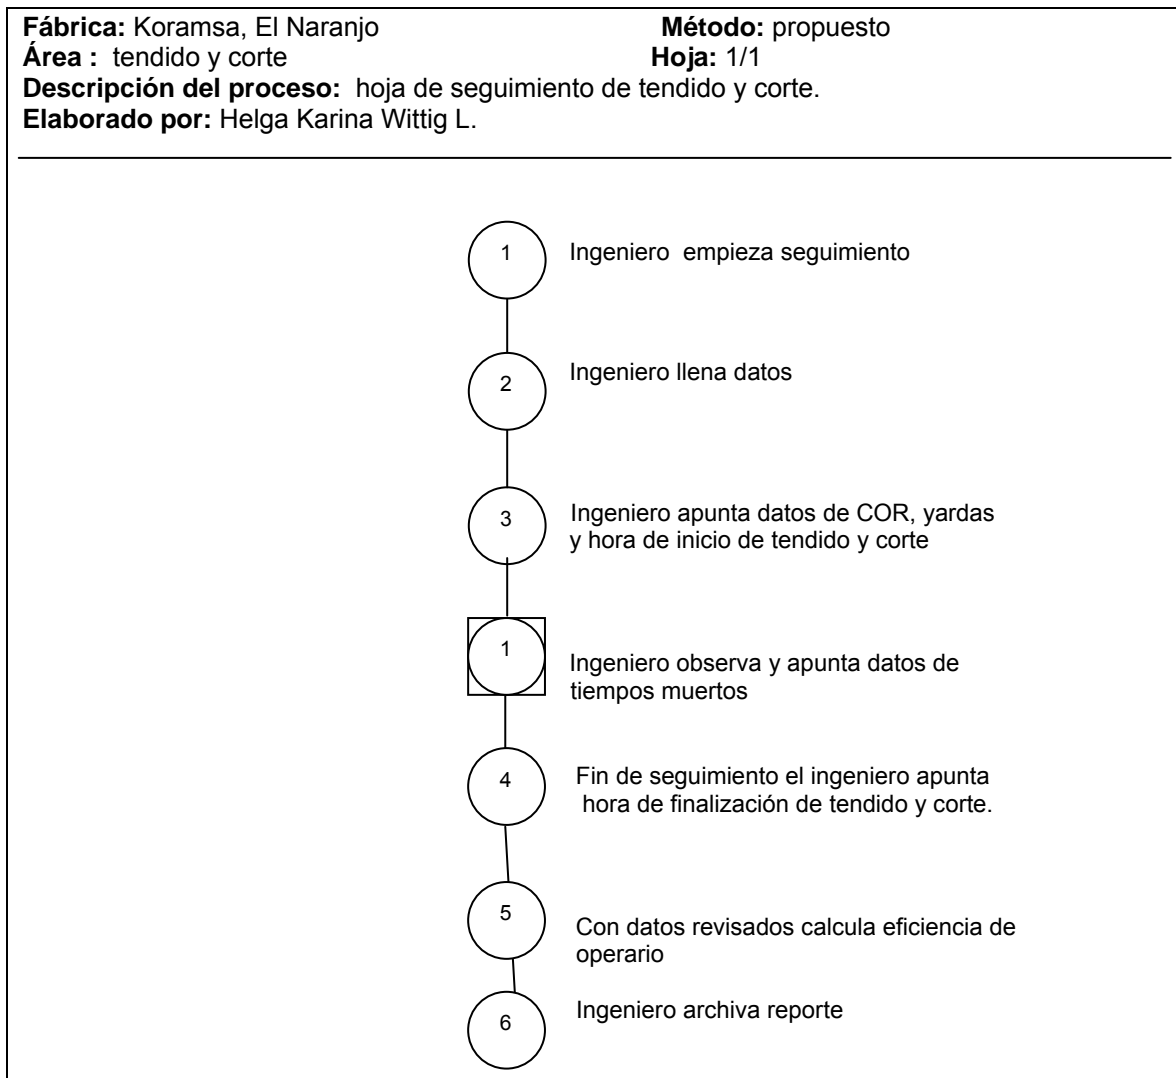 Fábrica: Koramsa, El Naranjo Método: propuesto
Área : tendido y corte Hoja: 1/1
Descripción del proceso: hoja de seguimiento de tendido y corte.
Elaborado por: Helga Karina Wittig L.
1 Ingeniero empieza seguimiento
2 Ingeniero llena datos
3 Ingeniero apunta datos de COR, yardas
y hora de inicio de tendido y corte
1 Ingeniero observa y apunta datos de
tiempos muertos
4 Fin de seguimiento el ingeniero apunta
hora de finalización de tendido y corte.
5 Con datos revisados calcula eficiencia de
operario
6 Ingeniero archiva reporte